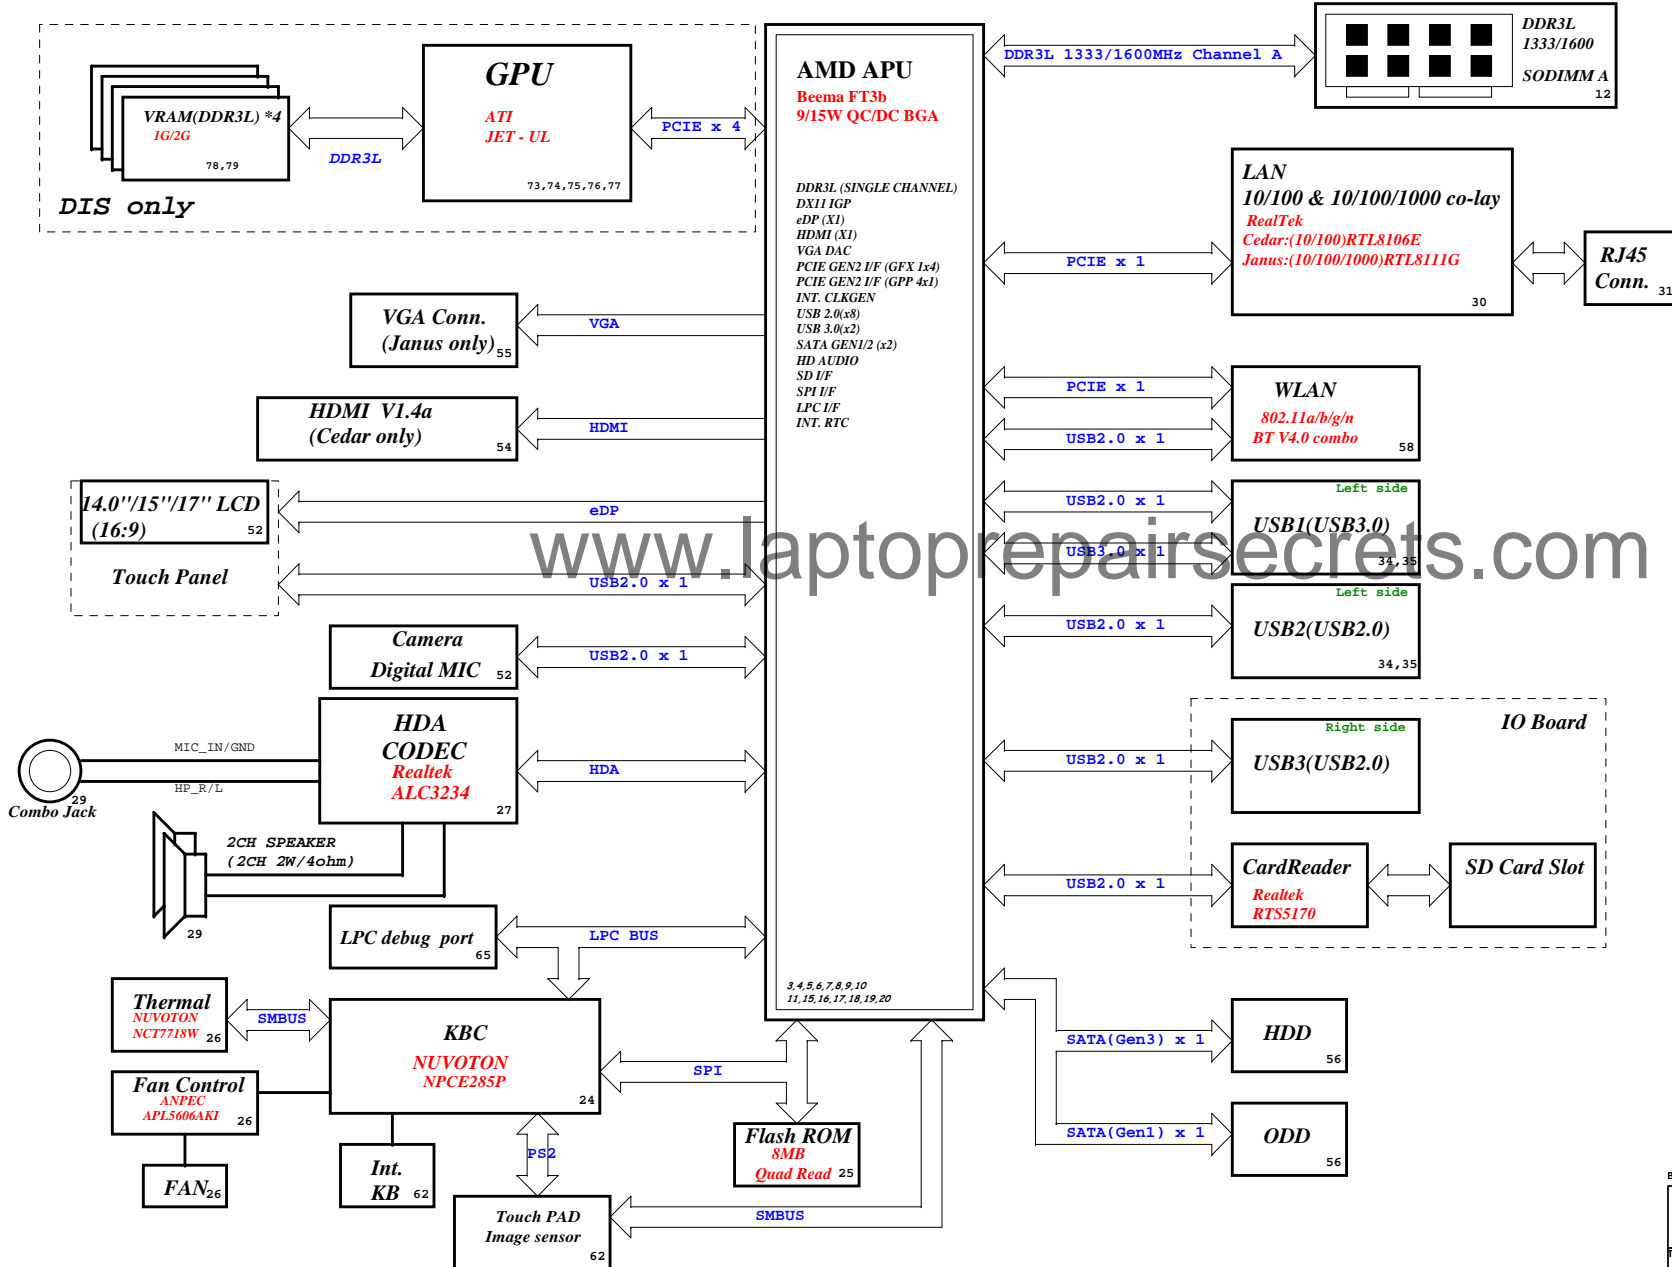 GPU
ATI
JET - UL
73,74,75,76,77
VRAM(DDR3L) *4
1G/2G
78,79
DDR3L
PCIE x 4
DIS only
AMD APU
Beema FT3b
9/15W QC/DC BGA
DDR3L (SINGLE CHANNEL)
DX11 IGP
eDP (X1)
HDMI (X1)
VGA DAC
PCIE GEN2 I/F (GFX 1x4)
PCIE GEN2 I/F (GPP 4x1)
INT. CLKGEN
USB 2.0(x8)
USB 3.0(x2)
SATA GEN1/2 (x2)
HD AUDIO
SD I/F
SPI I/F
LPC I/F
INT. RTC
3,4,5,6,7,8,9,10
11,15,16,17,18,19,20
DDR3L 1333/1600MHz Channel A
DDR3L
1333/1600
SODIMM A
12
LAN
10/100 & 10/100/1000 co-lay
RealTek
Cedar:(10/100)RTL8106E
Janus:(10/100/1000)RTL8111G
30
PCIE x 1
RJ45
Conn.
31
VGA Conn.
(Janus only)
55
VGA
HDMI V1.4a
(Cedar only)
54
HDMI
14.0"/15"/17" LCD
(16:9)
52
eDP
Touch Panel
USB2.0 x 1
Camera
Digital MIC
52
USB2.0 x 1
HDA
CODEC
Realtek
ALC3234
27
HDA
MIC_IN/GND
HP_R/L
29
Combo Jack
2CH SPEAKER
(2CH 2W/4ohm)
29
LPC debug port
65
LPC BUS
Thermal
NUVOTON
NCT7718W
26
SMBUS
KBC
NUVOTON
NPCE285P
24
SPI
Fan Control
ANPEC
APL5606AKI
26
FAN
26
Int.
KB
62
PS2
Touch PAD
Image sensor
62
SMBUS
Flash ROM
8MB
Quad Read
25
PCIE x 1
USB2.0 x 1
WLAN
802.11a/b/g/n
BT V4.0 combo
58
USB2.0 x 1
USB3.0 x 1
Left side
USB1(USB3.0)
34,35
www.laptoprepairsecrets.com
USB2.0 x 1
Left side
USB2(USB2.0)
34,35
IO Board
USB2.0 x 1
Right side
USB3(USB2.0)
USB2.0 x 1
CardReader
Realtek
RTS5170
SD Card Slot
SATA(Gen3) x 1
HDD
56
SATA(Gen1) x 1
ODD
56